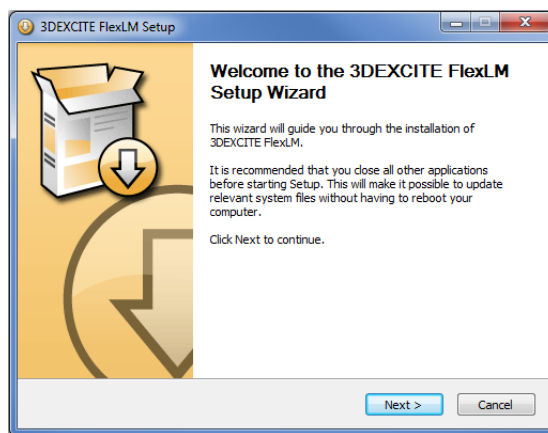 3DEXCITE FlexLM Setup
Welcome to the 3DEXCITE FlexLM
Setup Wizard
This wizard will guide you through the installation of
3DEXCITE FlexLM.
It is recommended that you close all other applications
before starting Setup. This will make it possible to update
relevant system files without having to reboot your
computer.
Click Next to continue.
Next >
Cancel